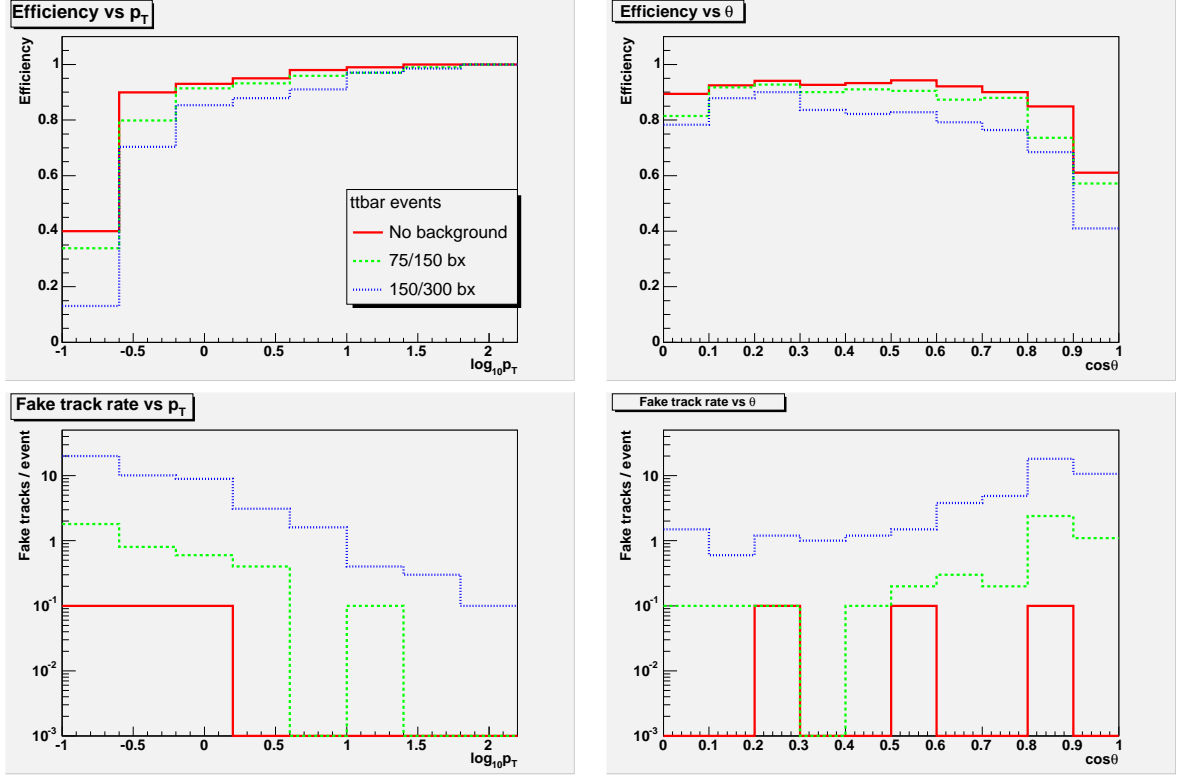 Efficiency vs p_T
Efficiency
1
0.8
0.6
0.4
0.2
0
-1 -0.5 0 0.5 1 1.5 2
log₁₀p_T
ttbar events
No background
75/150 bx
150/300 bx
Efficiency vs θ
Efficiency
1
0.8
0.6
0.4
0.2
0
0 0.1 0.2 0.3 0.4 0.5 0.6 0.7 0.8 0.9 1
cosθ
Fake track rate vs p_T
Fake tracks / event
10
1
10⁻¹
10⁻²
10⁻³
-1 -0.5 0 0.5 1 1.5 2
log₁₀p_T
Fake track rate vs θ
Fake tracks / event
10
1
10⁻¹
10⁻²
10⁻³
0 0.1 0.2 0.3 0.4 0.5 0.6 0.7 0.8 0.9 1
cosθ